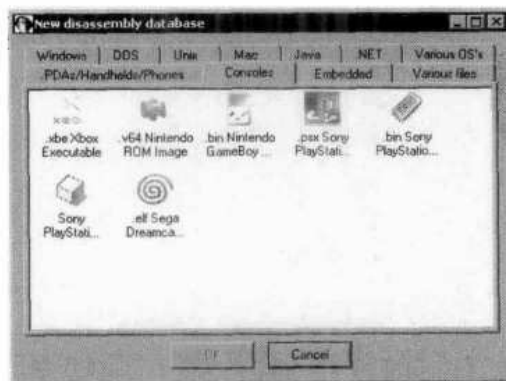 New disassembly database
Windows DOS Unix Mac Java .NET Various OS's
PDAs/Handhelds/Phones Consoles Embedded Various files
.xbe Xbox Executable
.v64 Nintendo ROM Image
.bin Nintendo GameBoy ...
.psx Sony PlayStati...
.bin Sony PlayStatio...
Sony PlayStati...
.elf Sega Dreamca...
Cancel